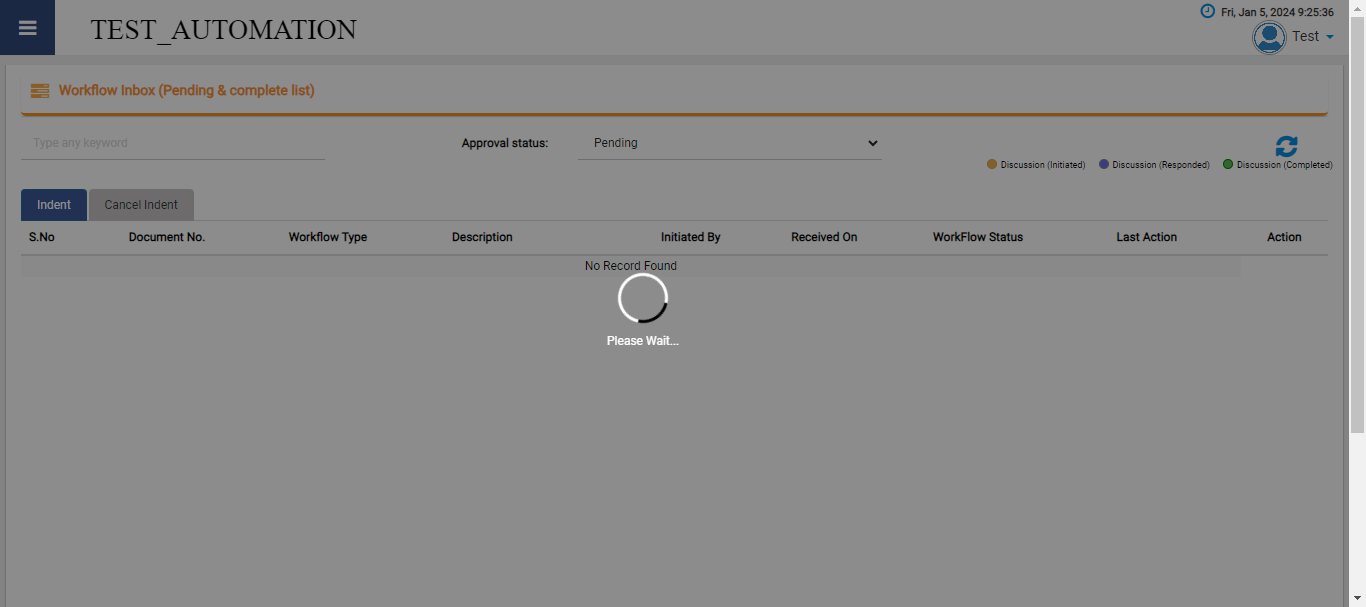 TEST_AUTOMATION
Fri, Jan 5, 2024 9:25:36
Test
Workflow Inbox (Pending & complete list)
Type any keyword
Approval status:
Pending
Discussion (Initiated) Discussion (Responded) Discussion (Completed)
Indent Cancel Indent
S.No Document No. Workflow Type Description Initiated By Received On WorkFlow Status Last Action Action
No Record Found
Please Wait...